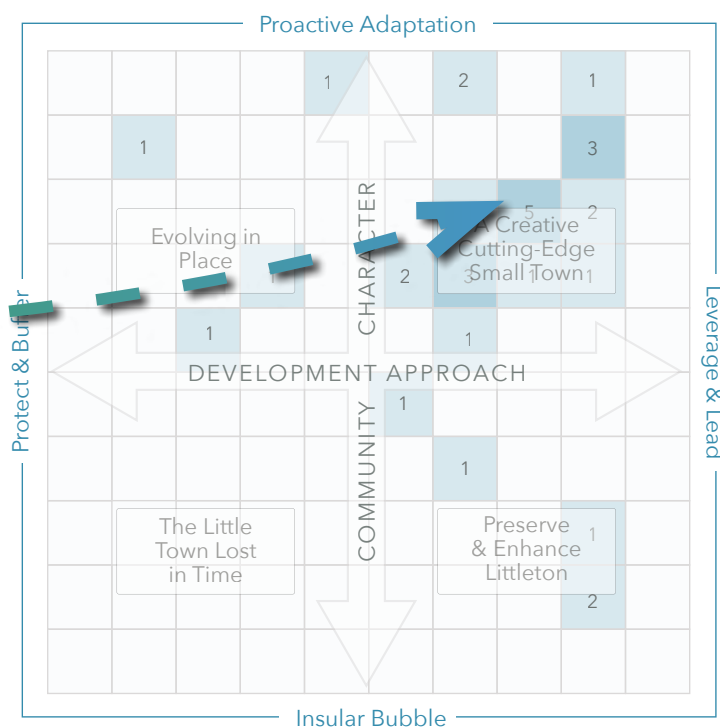 Proactive Adaptation
1
2
1
1
3
5
2
Evolving in
Place
A Creative
Cutting-Edge
Small Town
1
2
3
1
1
1
1
CHARACTER
DEVELOPMENT APPROACH
COMMUNITY
Protect & Buffer
Leverage & Lead
1
1
The Little
Town Lost
in Time
Preserve
& Enhance
Littleton
1
2
Insular Bubble